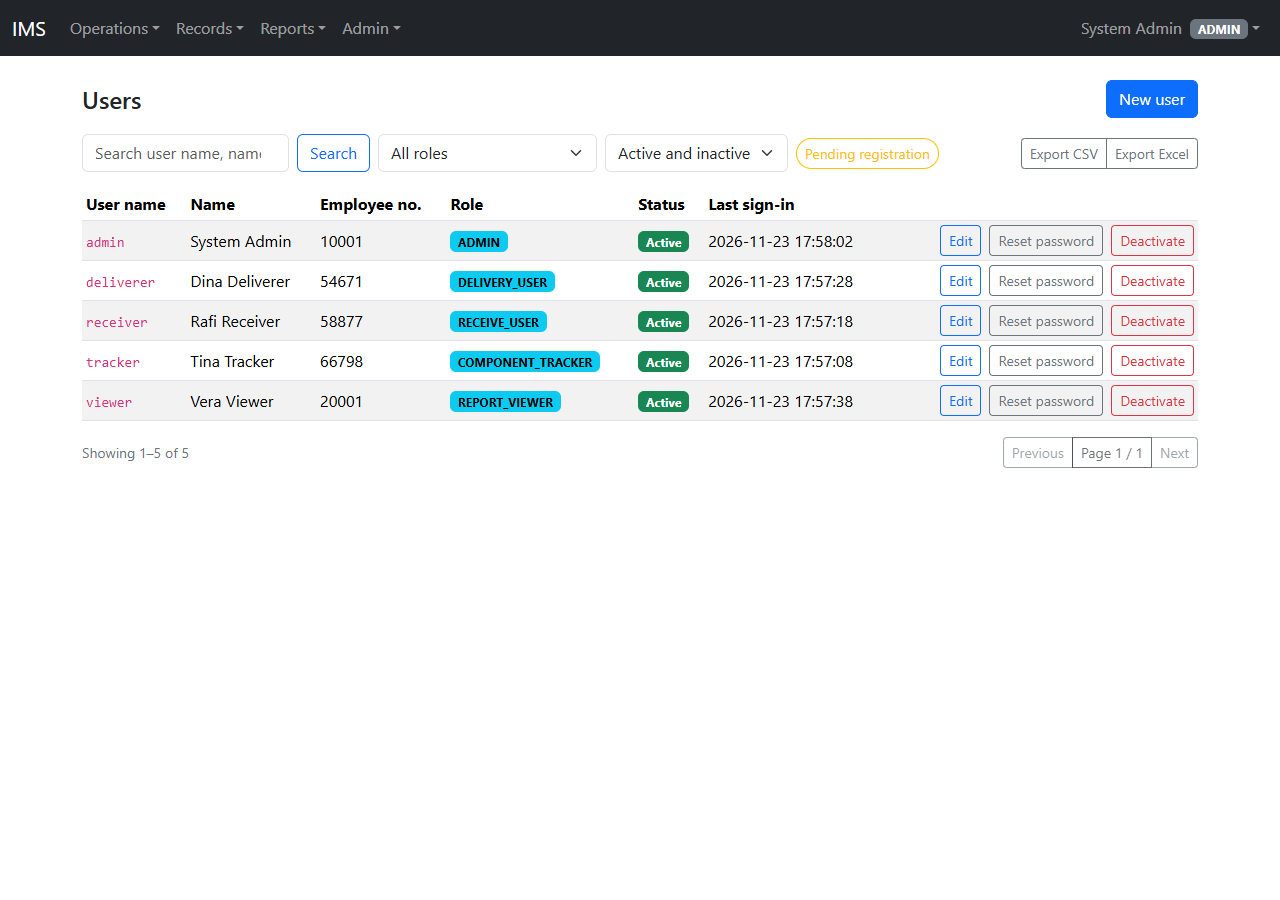 IMS Operations Records Reports Admin System Admin ADMIN
Users New user
Search user name, name Search All roles Active and inactive Pending registration Export CSV Export Excel
User name Name Employee no. Role Status Last sign-in
admin System Admin 10001 ADMIN Active 2026-11-23 17:58:02 Edit Reset password Deactivate
deliverer Dina Deliverer 54671 DELIVERY_USER Active 2026-11-23 17:57:28 Edit Reset password Deactivate
receiver Rafi Receiver 58877 RECEIVE_USER Active 2026-11-23 17:57:18 Edit Reset password Deactivate
tracker Tina Tracker 66798 COMPONENT_TRACKER Active 2026-11-23 17:57:08 Edit Reset password Deactivate
viewer Vera Viewer 20001 REPORT_VIEWER Active 2026-11-23 17:57:38 Edit Reset password Deactivate
Showing 1–5 of 5 Previous Page 1 / 1 Next